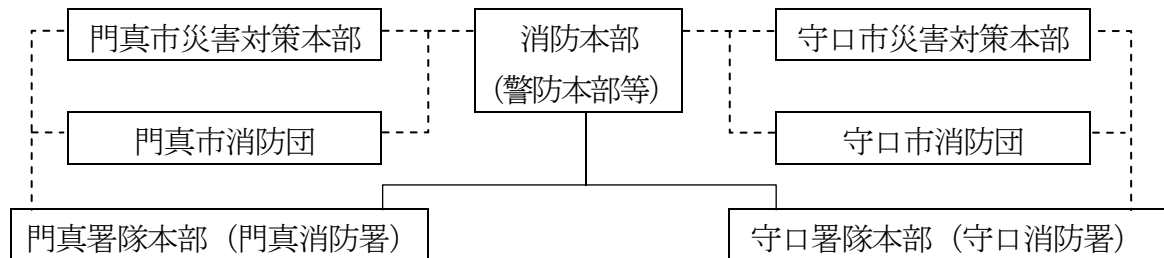 門真市災害対策本部
消防本部
(警防本部等)
守口市災害対策本部
門真市消防団
守口市消防団
門真署隊本部(門真消防署)
守口署隊本部(守口消防署)